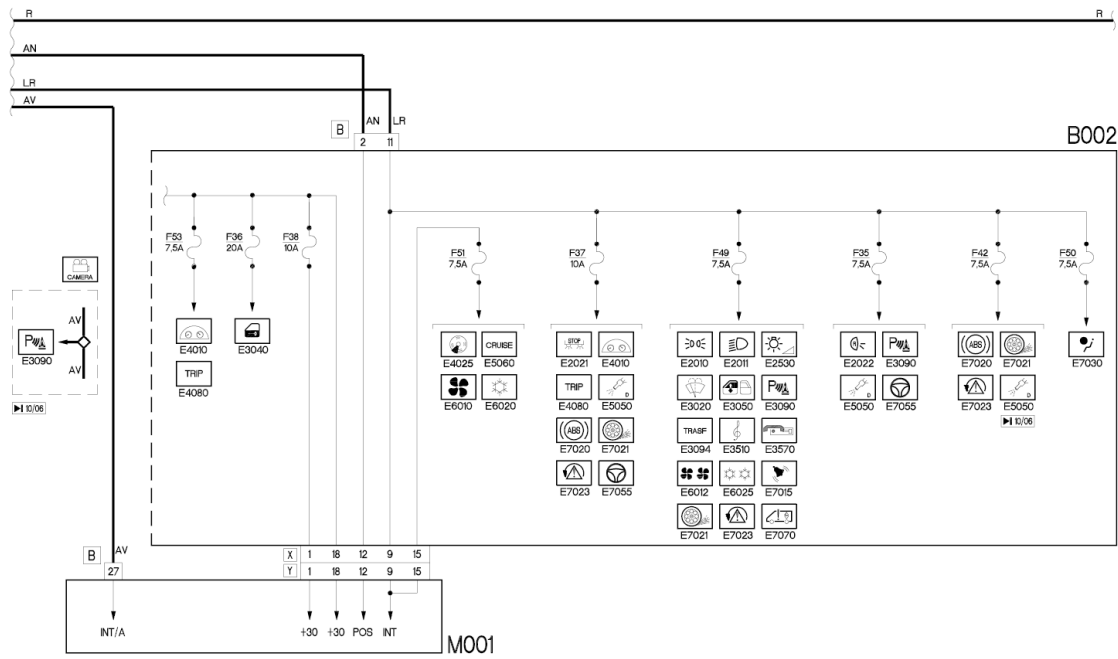 R R
AN
LR
AV
AN LR
B 2 11
B002
F53 7,5A
F36 20A
F38 10A
F51 7,5A
F37 10A
F49 7,5A
F35 7,5A
F42 7,5A
F50 7,5A
CAMERA
AV
E3090
AV
10/06
E4010
TRIP
E4080
E3040
E4025
CRUISE
E5060
E6010 E6020
STOP
E2021 E4010
TRIP
D
E4080 E5050
(ABS)
E7020 E7021
E7023 E7055
E2010 E2011 E2530
E3020 E3050 E3090
TRASF
E3094 E3510 E3570
E6012 E6025 E7015
E7021 E7023 E7070
E2022 E3090
D
E5050 E7055
(ABS)
E7020 E7021
D
E7023 E5050
10/06
E7030
B AV
27
X 1 18 12 9 15
Y 1 18 12 9 15
INT/A +30 +30 POS INT
M001